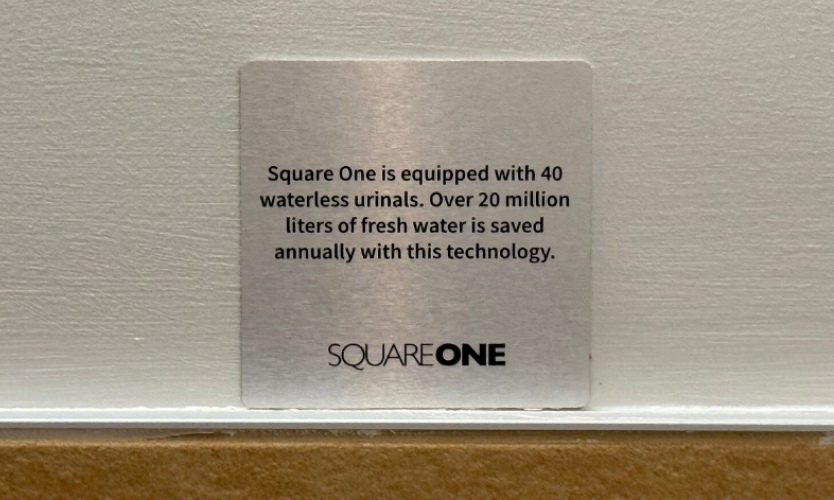 Square One is equipped with 40
waterless urinals. Over 20 million
liters of fresh water is saved
annually with this technology.
SQUAREONE